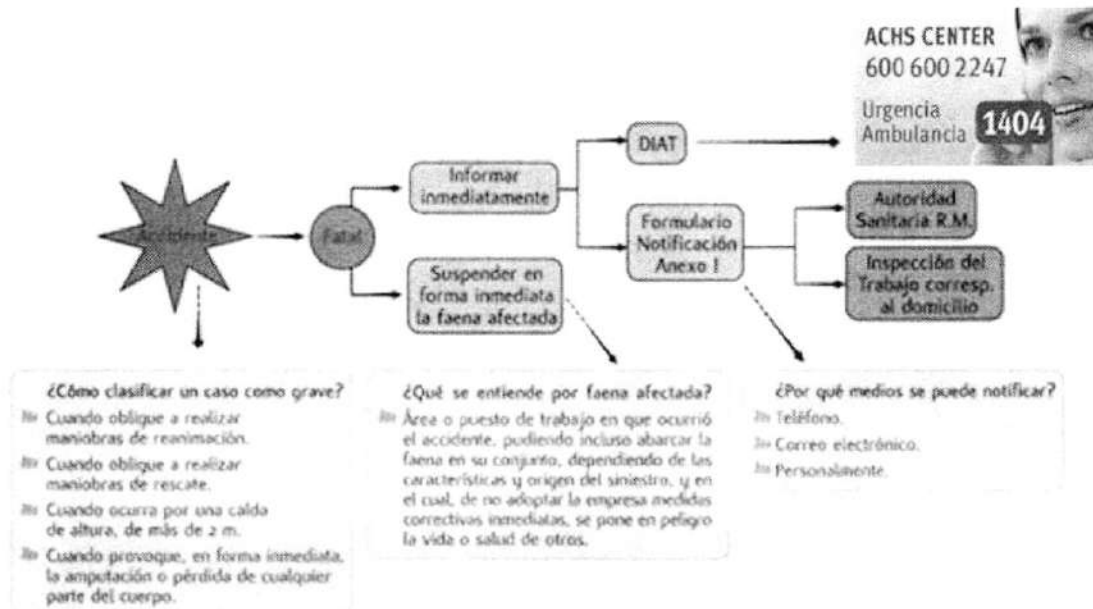 ACHS CENTER
600 600 2247
Urgencia
Ambulancia
1404
DIAT
Informar
inmediatamente
Accidente
Fatal
Formulario
Notificación
Anexo I
Autoridad
Sanitaria R.M.
Suspender en
forma inmediata
la faena afectada
Inspección del
Trabajo corresp.
al domicilio
¿Cómo clasificar un caso como grave?
Cuando obligue a realizar
maniobras de reanimación.
Cuando obligue a realizar
maniobras de rescate.
Cuando ocurra por una caída
de altura, de más de 2 m.
Cuando provoque, en forma inmediata,
la amputación o pérdida de cualquier
parte del cuerpo.
¿Qué se entiende por faena afectada?
Área o puesto de trabajo en que ocurrió
el accidente, pudiendo incluso abarcar la
faena en su conjunto, dependiendo de las
características y origen del siniestro, y en
el cual, de no adoptar la empresa medidas
correctivas inmediatas, se pone en peligro
la vida o salud de otros.
¿Por qué medios se puede notificar?
Teléfono.
Correo electrónico.
Personalmente.